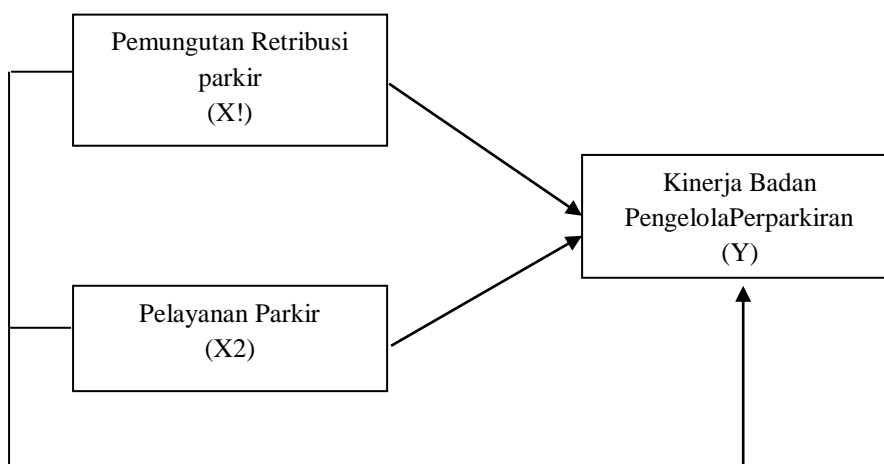 Pemungutan Retribusi
parkir
(X!)
Kinerja Badan
PengelolaPerparkiran
(Y)
Pelayanan Parkir
(X2)